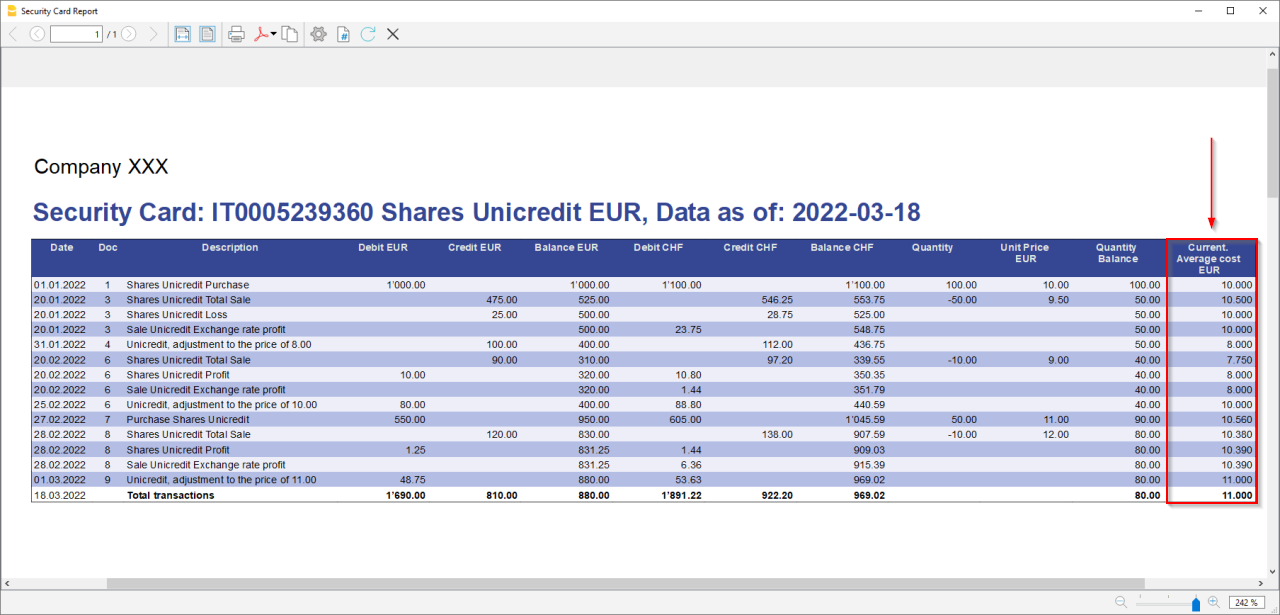 Security Card Report
1 / 1
Company XXX
Security Card: IT0005239360 Shares Unicredit EUR, Data as of: 2022-03-18
Date Doc Description Debit EUR Credit EUR Balance EUR Debit CHF Credit CHF Balance CHF Quantity Unit Price EUR Quantity Balance Current. Average cost EUR
01.01.2022 1 Shares Unicredit Purchase 1'000.00 1'000.00 1'100.00 1'100.00 100.00 10.00 100.00 10.000
20.01.2022 3 Shares Unicredit Total Sale 475.00 525.00 546.25 553.75 -50.00 9.50 50.00 10.500
20.01.2022 3 Shares Unicredit Loss 25.00 500.00 28.75 525.00 50.00 10.000
20.01.2022 3 Sale Unicredit Exchange rate profit 500.00 23.75 548.75 50.00 10.000
31.01.2022 4 Unicredit, adjustment to the price of 8.00 100.00 400.00 112.00 436.75 50.00 8.000
20.02.2022 6 Shares Unicredit Total Sale 90.00 310.00 97.20 339.55 -10.00 9.00 40.00 7.750
20.02.2022 6 Shares Unicredit Profit 10.00 320.00 10.80 350.35 40.00 8.000
20.02.2022 6 Sale Unicredit Exchange rate profit 320.00 1.44 351.79 40.00 8.000
25.02.2022 6 Unicredit, adjustment to the price of 10.00 80.00 400.00 88.80 440.59 40.00 10.000
27.02.2022 7 Purchase Shares Unicredit 550.00 950.00 605.00 1'045.59 50.00 11.00 90.00 10.560
28.02.2022 8 Shares Unicredit Total Sale 120.00 830.00 138.00 907.59 -10.00 12.00 80.00 10.380
28.02.2022 8 Shares Unicredit Profit 1.25 831.25 1.44 909.03 80.00 10.390
28.02.2022 8 Sale Unicredit Exchange rate profit 831.25 6.36 915.39 80.00 10.390
01.03.2022 9 Unicredit, adjustment to the price of 11.00 48.75 880.00 53.63 969.02 80.00 11.000
18.03.2022 Total transactions 1'690.00 810.00 880.00 1'891.22 922.20 969.02 80.00 11.000
242 %